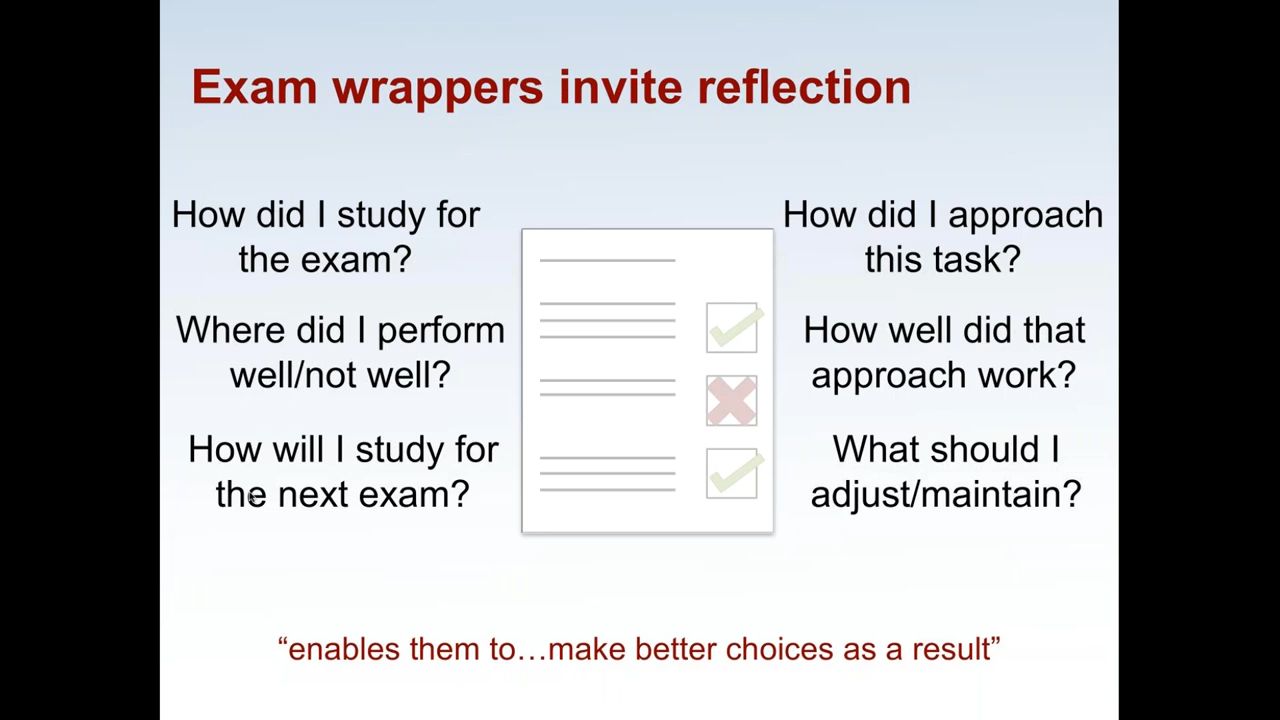 Exam wrappers invite reflection
How did I study for
the exam?
Where did I perform
well/not well?
How will I study for
the next exam?
How did I approach
this task?
How well did that
approach work?
What should I
adjust/maintain?
“enables them to…make better choices as a result”